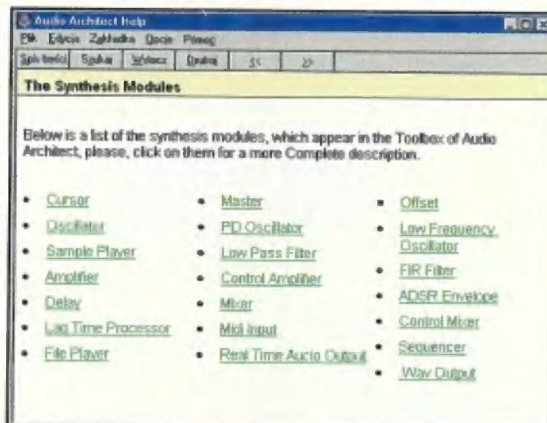 Audio Architect Help
Plik Edycja Zakładka Opcje Pomoc
Spis treści Szukaj Wstecz Drukuj << >>
The Synthesis Modules
Below is a list of the synthesis modules, which appear in the Toolbox of Audio
Architect, please, click on them for a more Complete description.
• Cursor
• Oscillator
• Sample Player
• Amplifier
• Delay
• Lag Time Processor
• File Player
• Master
• PD Oscillator
• Low Pass Filter
• Control Amplifier
• Mixer
• Midi Input
• Real Time Audio Output
• Offset
• Low Frequency
Oscillator
• FIR Filter
• ADSR Envelope
• Control Mixer
• Sequencer
• Wav Output